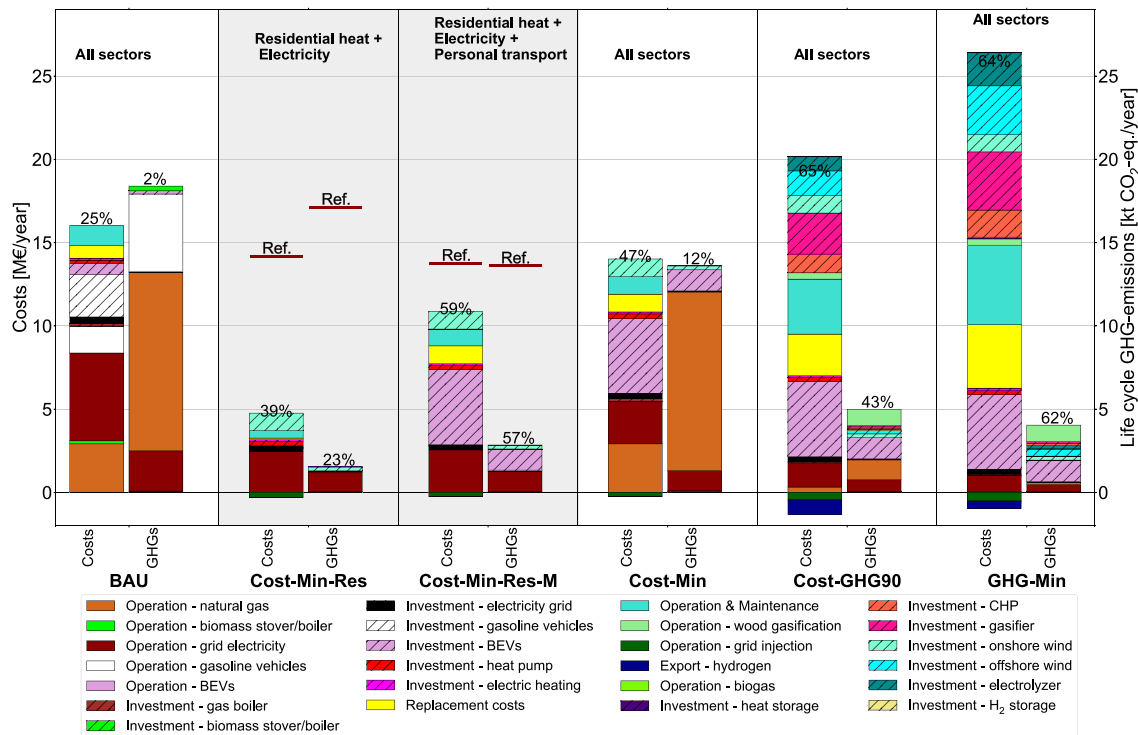 All sectors
Residential heat +
Electricity
Residential heat +
Electricity +
Personal transport
All sectors
All sectors
All sectors
Costs [M€/year]
Life cycle GHG-emissions [kt CO2-eq./year]
25
20
15
10
5
0
25
20
15
10
5
0
25%
2%
Ref.
Ref.
39%
23%
Ref.
Ref.
59%
57%
47%
12%
65%
43%
64%
62%
Costs
GHGs
Costs
GHGs
Costs
GHGs
Costs
GHGs
Costs
GHGs
Costs
GHGs
BAU
Cost-Min-Res
Cost-Min-Res-M
Cost-Min
Cost-GHG90
GHG-Min
Operation - natural gas
Operation - biomass stover/boiler
Operation - grid electricity
Operation - gasoline vehicles
Operation - BEVs
Investment - gas boiler
Investment - biomass stover/boiler
Investment - electricity grid
Investment - gasoline vehicles
Investment - BEVs
Investment - heat pump
Investment - electric heating
Replacement costs
Operation & Maintenance
Operation - wood gasification
Operation - grid injection
Export - hydrogen
Operation - biogas
Investment - heat storage
Investment - CHP
Investment - gasifier
Investment - onshore wind
Investment - offshore wind
Investment - electrolyzer
Investment - H2 storage